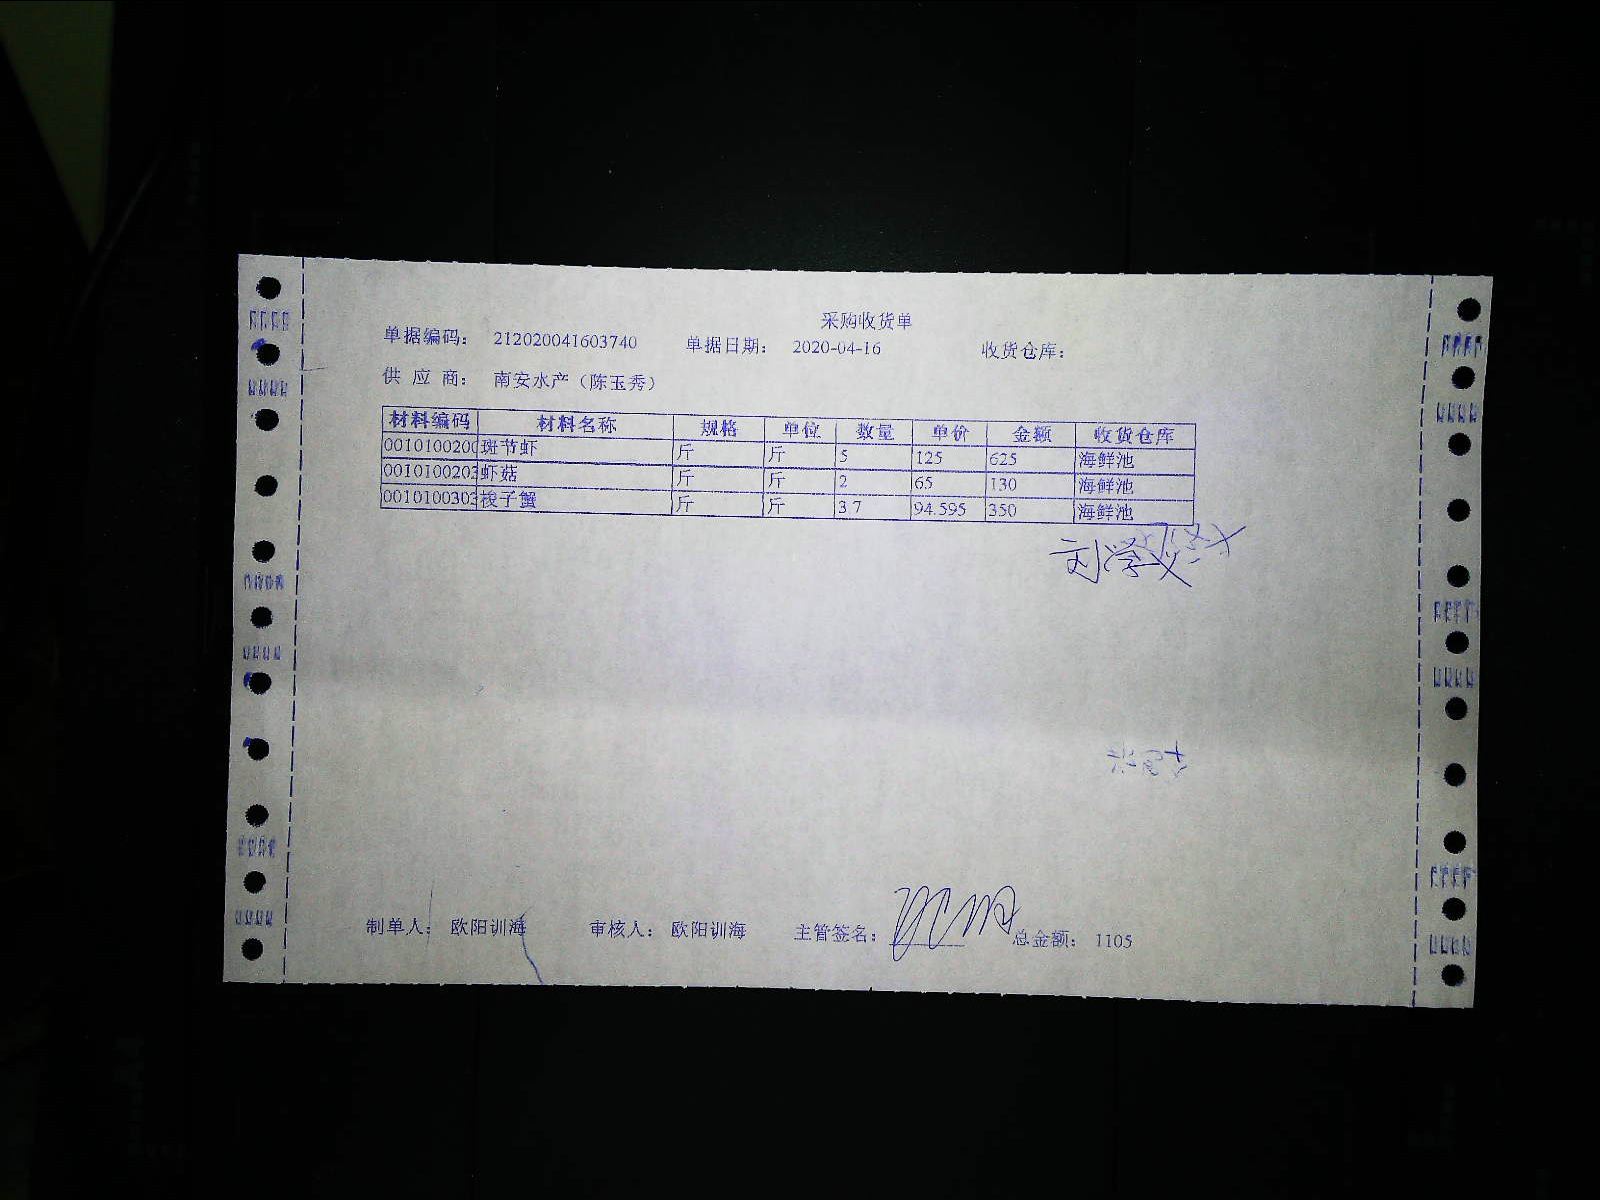 采购收货单
单据编码： 212020041603740 单据日期： 2020-04-16 收货仓库：
供 应 商： 南安水产（陈玉秀）
材料编码 材料名称 规格 单位 数量 单价 金额 收货仓库
0010100200 斑节虾 斤 斤 5 125 625 海鲜池
0010100202 虾菇 斤 斤 2 65 130 海鲜池
0010100303 梭子蟹 斤 斤 3.7 94.595 350 海鲜池
制单人： 欧阳训海 审核人： 欧阳训海 主管签名： 总金额： 1105